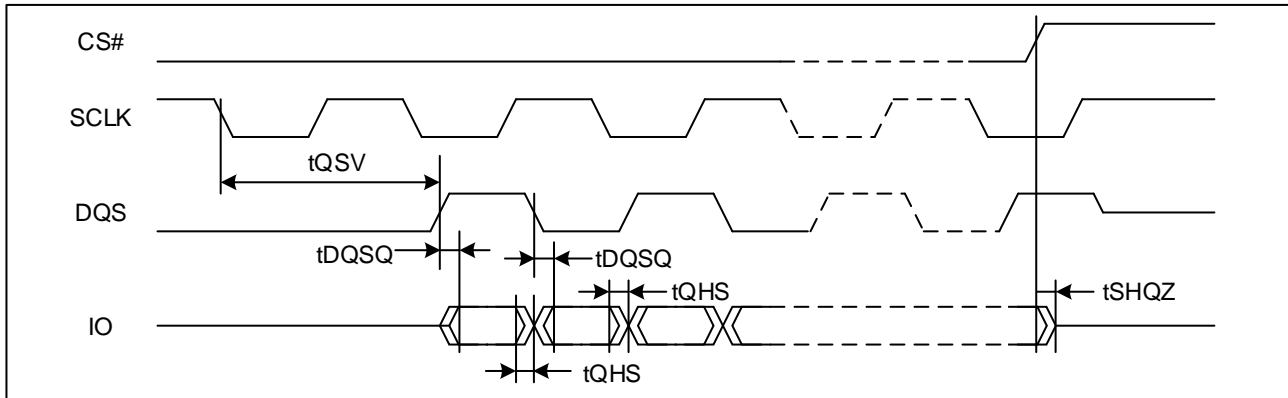 CS#
SCLK
tQSV
DQS
tDQSQ
tDQSQ
tQHS
tSHQZ
IO
tQHS